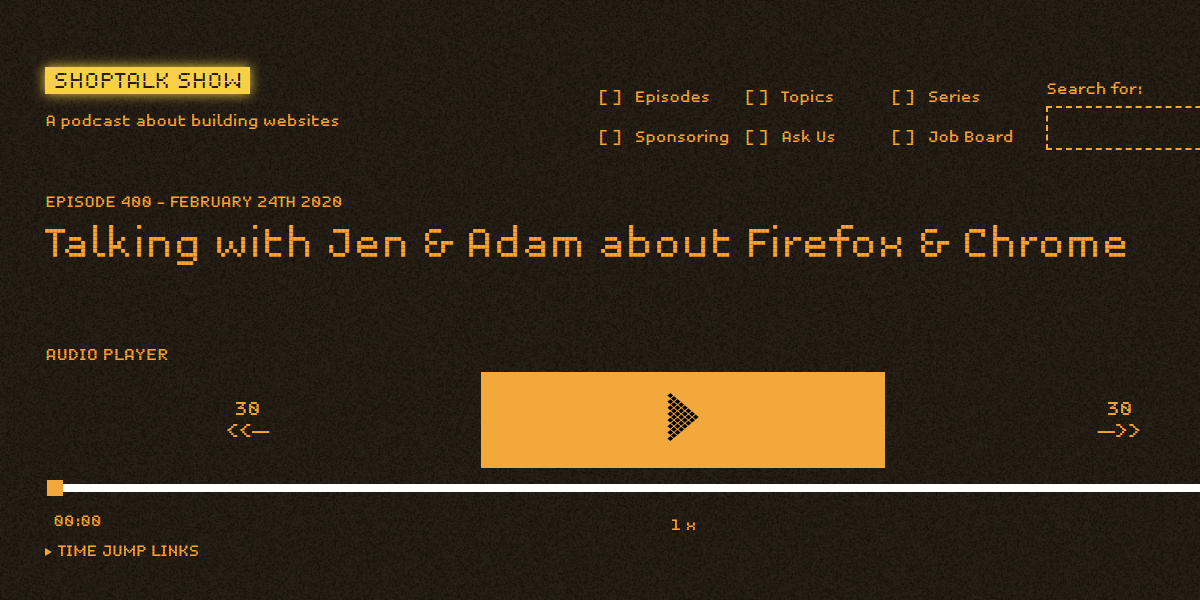 SHOPTALK SHOW
A podcast about building websites
[ ] Episodes [ ] Topics [ ] Series
[ ] Sponsoring [ ] Ask Us [ ] Job Board
Search for:
EPISODE 400 – FEBRUARY 24TH 2020
Talking with Jen & Adam about Firefox & Chrome
AUDIO PLAYER
30 30
<<— —>>
00:00
1 x
TIME JUMP LINKS